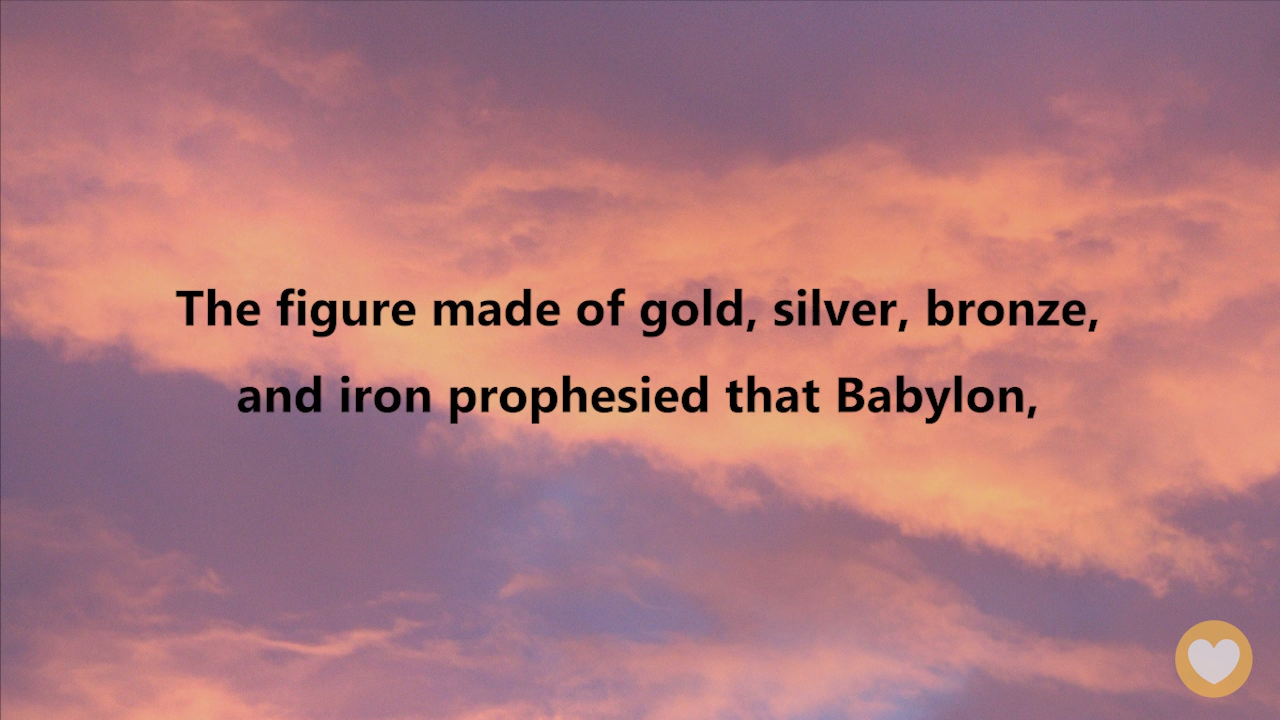 The figure made of gold, silver, bronze,
and iron prophesied that Babylon,